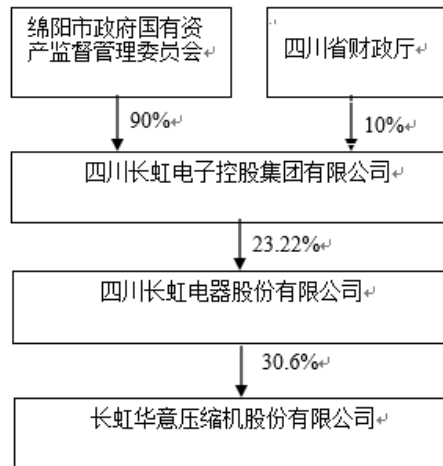 绵阳市政府国有资
产监督管理委员会
四川省财政厅
90%
10%
四川长虹电子控股集团有限公司
23.22%
四川长虹电器股份有限公司
30.6%
长虹华意压缩机股份有限公司